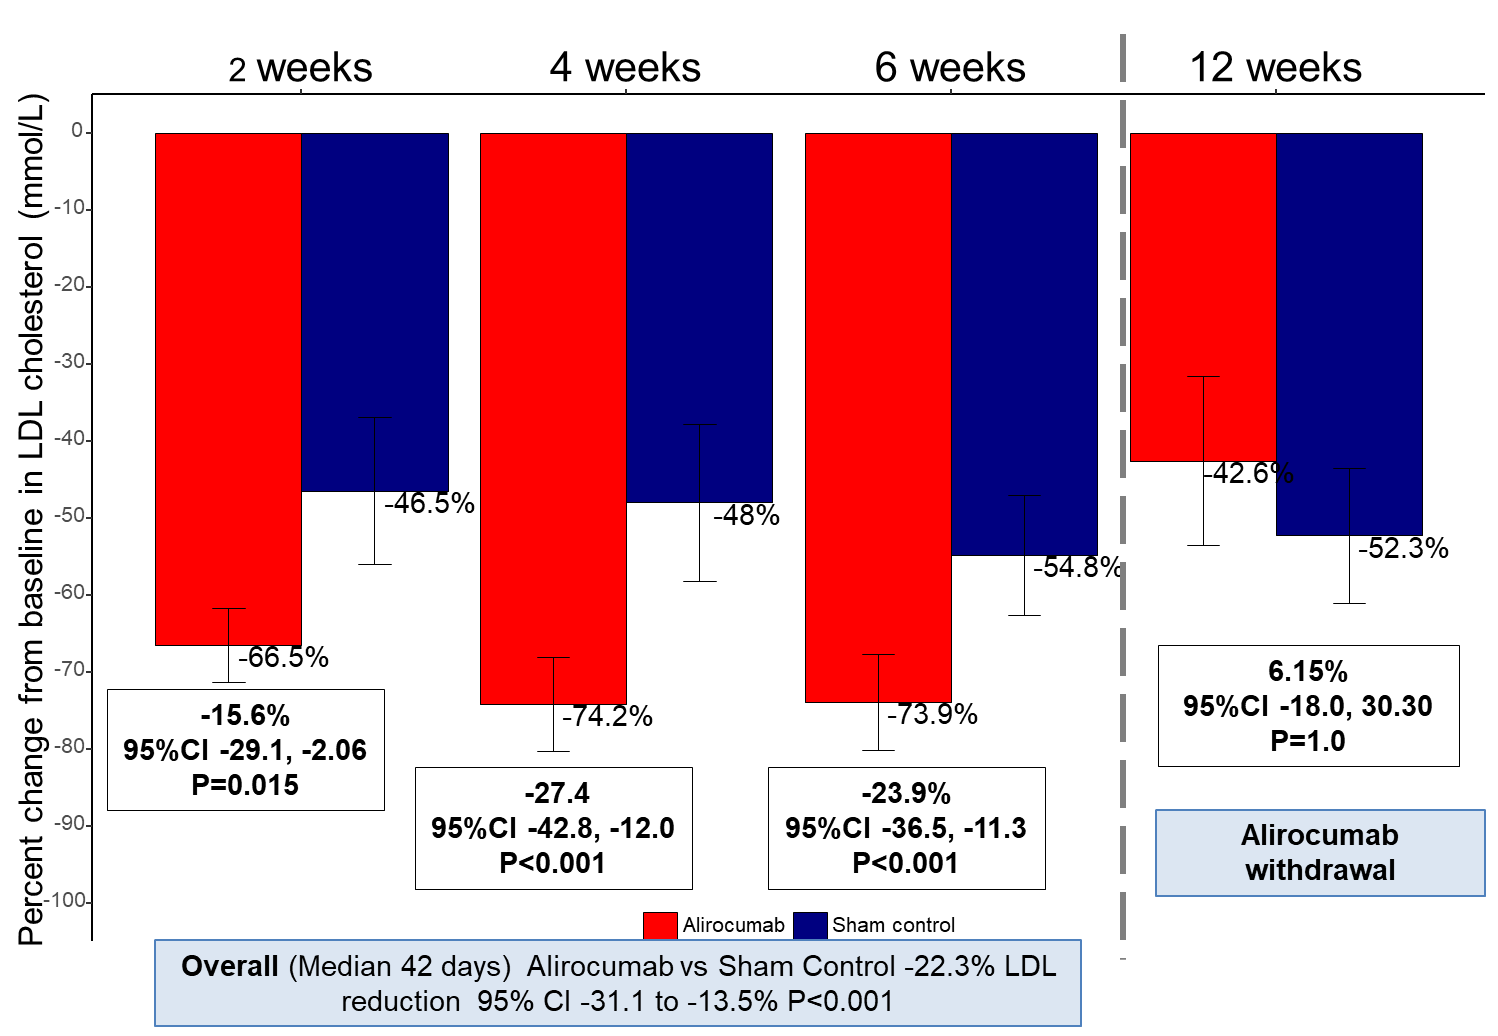 2 weeks
4 weeks
6 weeks
12 weeks
Percent change from baseline in LDL cholesterol (mmol/L)
0
-10
-20
-30
-40
-50
-60
-70
-80
-90
-100
-66.5%
-46.5%
-74.2%
-48%
-73.9%
-54.8%
-42.6%
-52.3%
-15.6%
95%CI -29.1, -2.06
P=0.015
-27.4
95%CI -42.8, -12.0
P<0.001
-23.9%
95%CI -36.5, -11.3
P<0.001
6.15%
95%CI -18.0, 30.30
P=1.0
Alirocumab
withdrawal
Alirocumab
Sham control
Overall (Median 42 days) Alirocumab vs Sham Control -22.3% LDL
reduction 95% CI -31.1 to -13.5% P<0.001